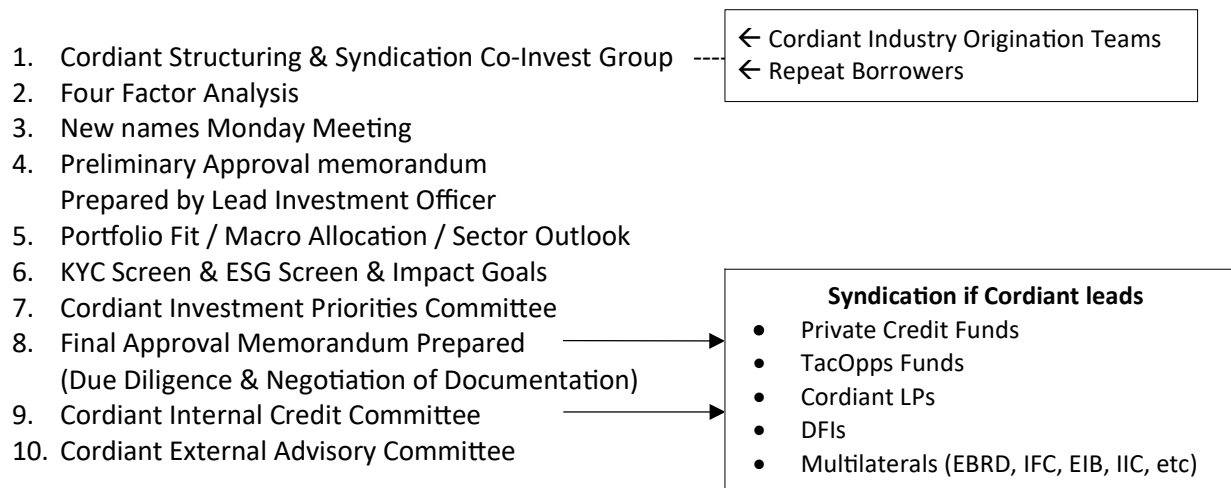 1. Cordiant Structuring & Syndication Co-Invest Group ----
← Cordiant Industry Origination Teams
← Repeat Borrowers
2. Four Factor Analysis
3. New names Monday Meeting
4. Preliminary Approval memorandum
Prepared by Lead Investment Officer
5. Portfolio Fit / Macro Allocation / Sector Outlook
6. KYC Screen & ESG Screen & Impact Goals
7. Cordiant Investment Priorities Committee
8. Final Approval Memorandum Prepared
(Due Diligence & Negotiation of Documentation)
9. Cordiant Internal Credit Committee
10. Cordiant External Advisory Committee
Syndication if Cordiant leads
• Private Credit Funds
• TacOpps Funds
• Cordiant LPs
• DFIs
• Multilaterals (EBRD, IFC, EIB, IIC, etc)